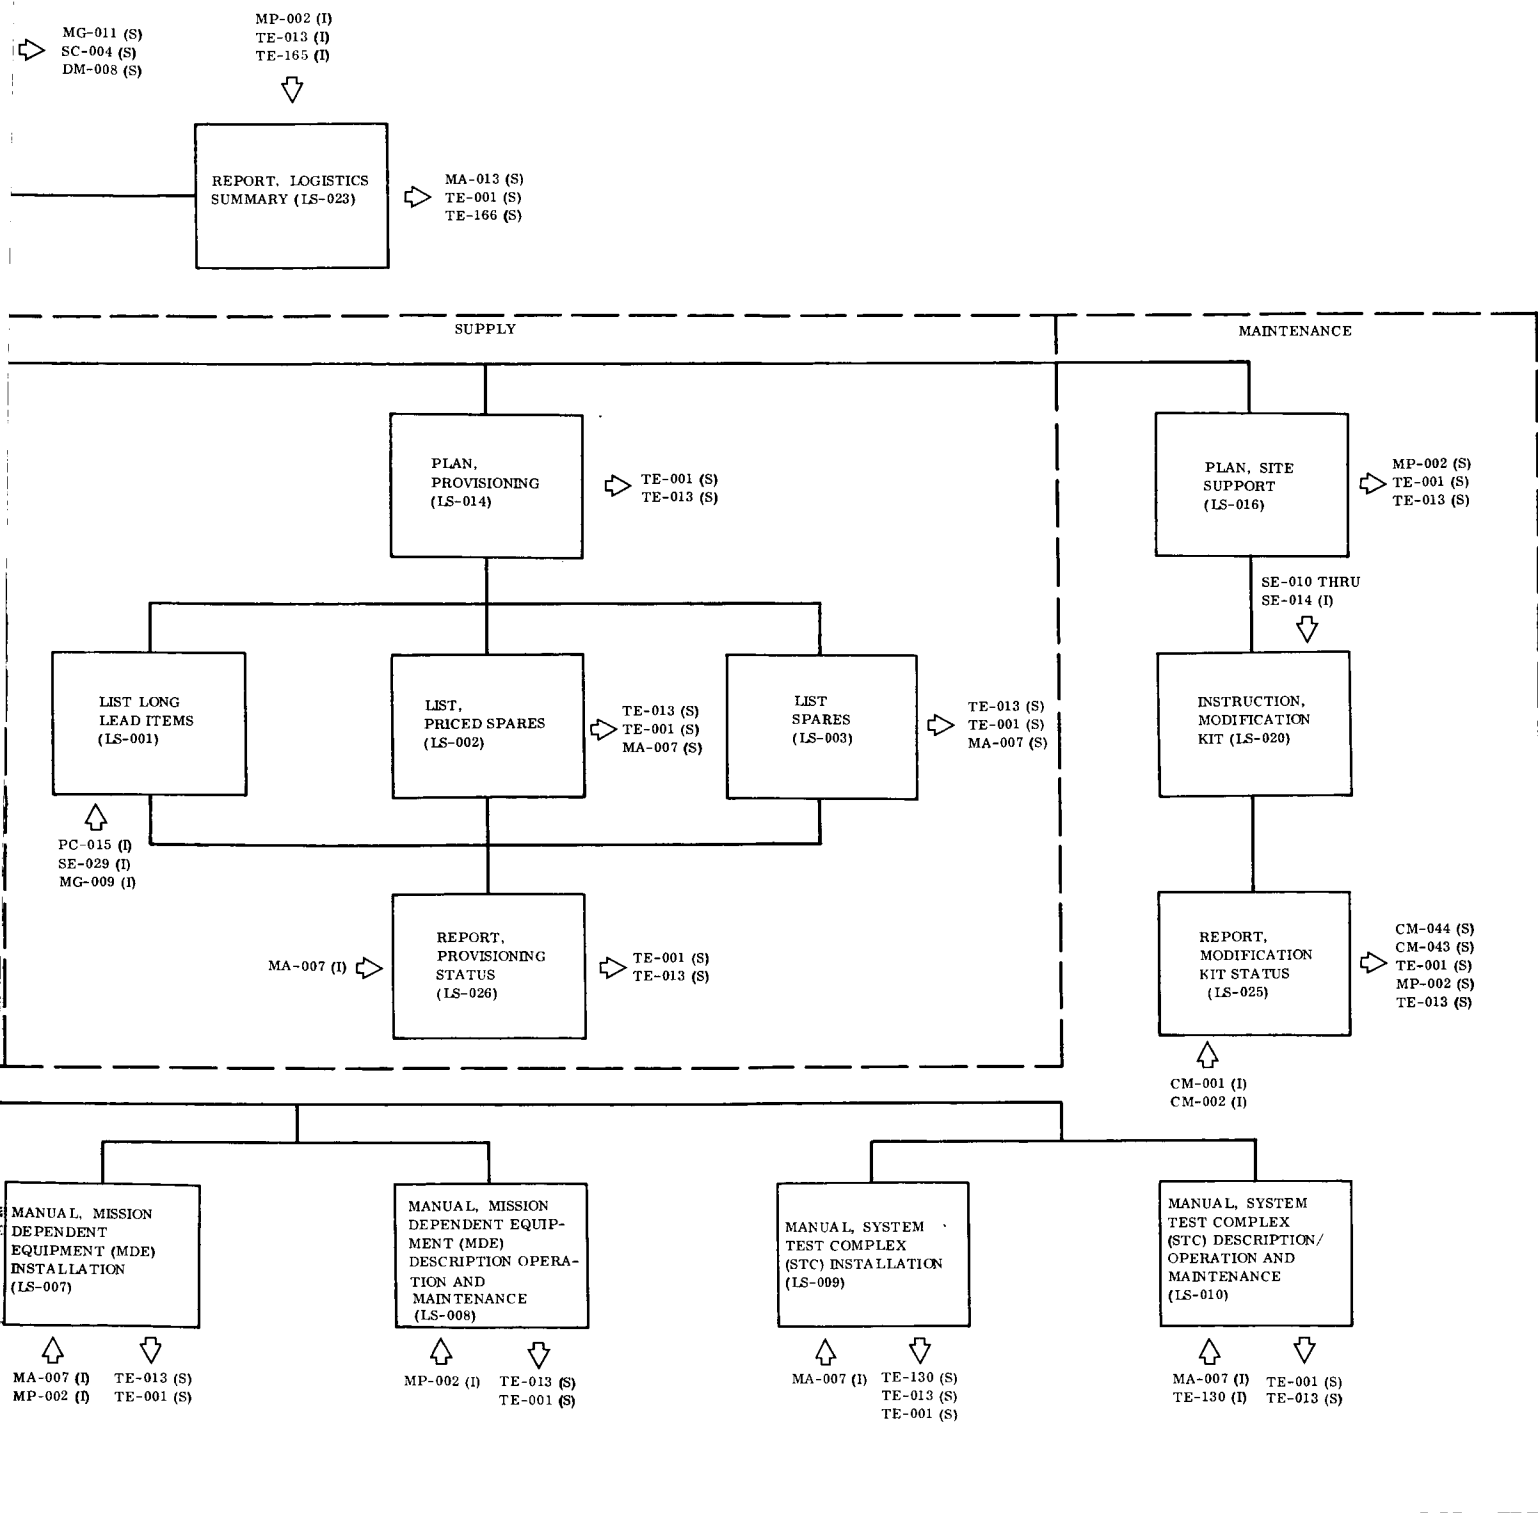 MG-011 (S)
SC-004 (S)
DM-008 (S)
MP-002 (I)
TE-013 (I)
TE-165 (I)
REPORT, LOGISTICS
SUMMARY (LS-023)
MA-013 (S)
TE-001 (S)
TE-166 (S)
SUPPLY
MAINTENANCE
PLAN,
PROVISIONING
(LS-014)
TE-001 (S)
TE-013 (S)
PLAN, SITE
SUPPORT
(LS-016)
MP-002 (S)
TE-001 (S)
TE-013 (S)
SE-010 THRU
SE-014 (I)
LIST LONG
LEAD ITEMS
(LS-001)
LIST,
PRICED SPARES
(LS-002)
TE-013 (S)
TE-001 (S)
MA-007 (S)
LIST
SPARES
(LS-003)
TE-013 (S)
TE-001 (S)
MA-007 (S)
INSTRUCTION,
MODIFICATION
KIT (LS-020)
PC-015 (I)
SE-029 (I)
MG-009 (I)
MA-007 (I)
REPORT,
PROVISIONING
STATUS
(LS-026)
TE-001 (S)
TE-013 (S)
REPORT,
MODIFICATION
KIT STATUS
(LS-025)
CM-044 (S)
CM-043 (S)
TE-001 (S)
MP-002 (S)
TE-013 (S)
CM-001 (I)
CM-002 (I)
MANUAL, MISSION
DEPENDENT
EQUIPMENT (MDE)
INSTALLATION
(LS-007)
MANUAL, MISSION
DEPENDENT EQUIP-
MENT (MDE)
DESCRIPTION OPERA-
TION AND
MAINTENANCE
(LS-008)
MANUAL, SYSTEM
TEST COMPLEX
(STC) INSTALLATION
(LS-009)
MANUAL, SYSTEM
TEST COMPLEX
(STC) DESCRIPTION/
OPERATION AND
MAINTENANCE
(LS-010)
MA-007 (I)
MP-002 (I)
TE-013 (S)
TE-001 (S)
MP-002 (I)
TE-013 (S)
TE-001 (S)
MA-007 (I)
TE-130 (S)
TE-013 (S)
TE-001 (S)
MA-007 (I)
TE-130 (I)
TE-001 (S)
TE-013 (S)